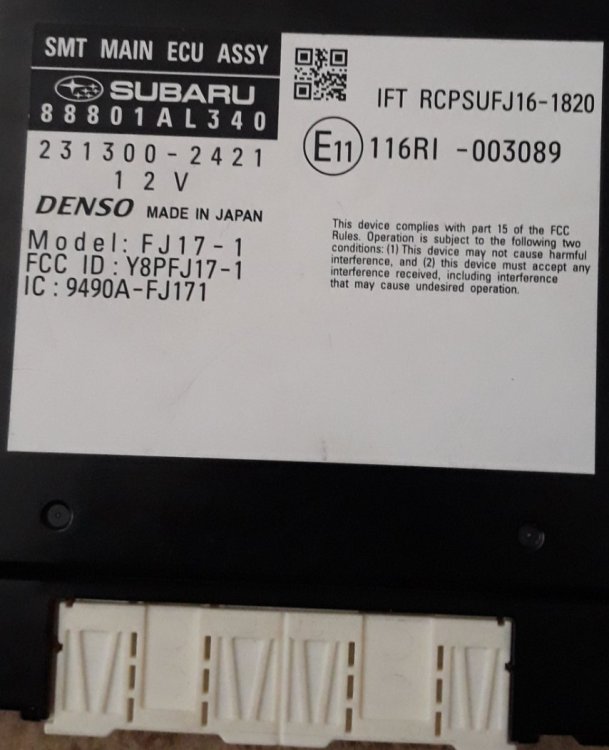 SMT MAIN ECU ASSY
SUBARU
88801AL340
231300-2421
12V
DENSO MADE IN JAPAN
Model: FJ17-1
FCC ID: Y8PFJ17-1
IC: 9490A-FJ171
IFT RCPSUFJ16-1820
E11 116RI -003089
This device complies with part 15 of the FCC
Rules. Operation is subject to the following two
conditions: (1) This device may not cause harmful
interference, and (2) this device must accept any
interference received, including interference
that may cause undesired operation.